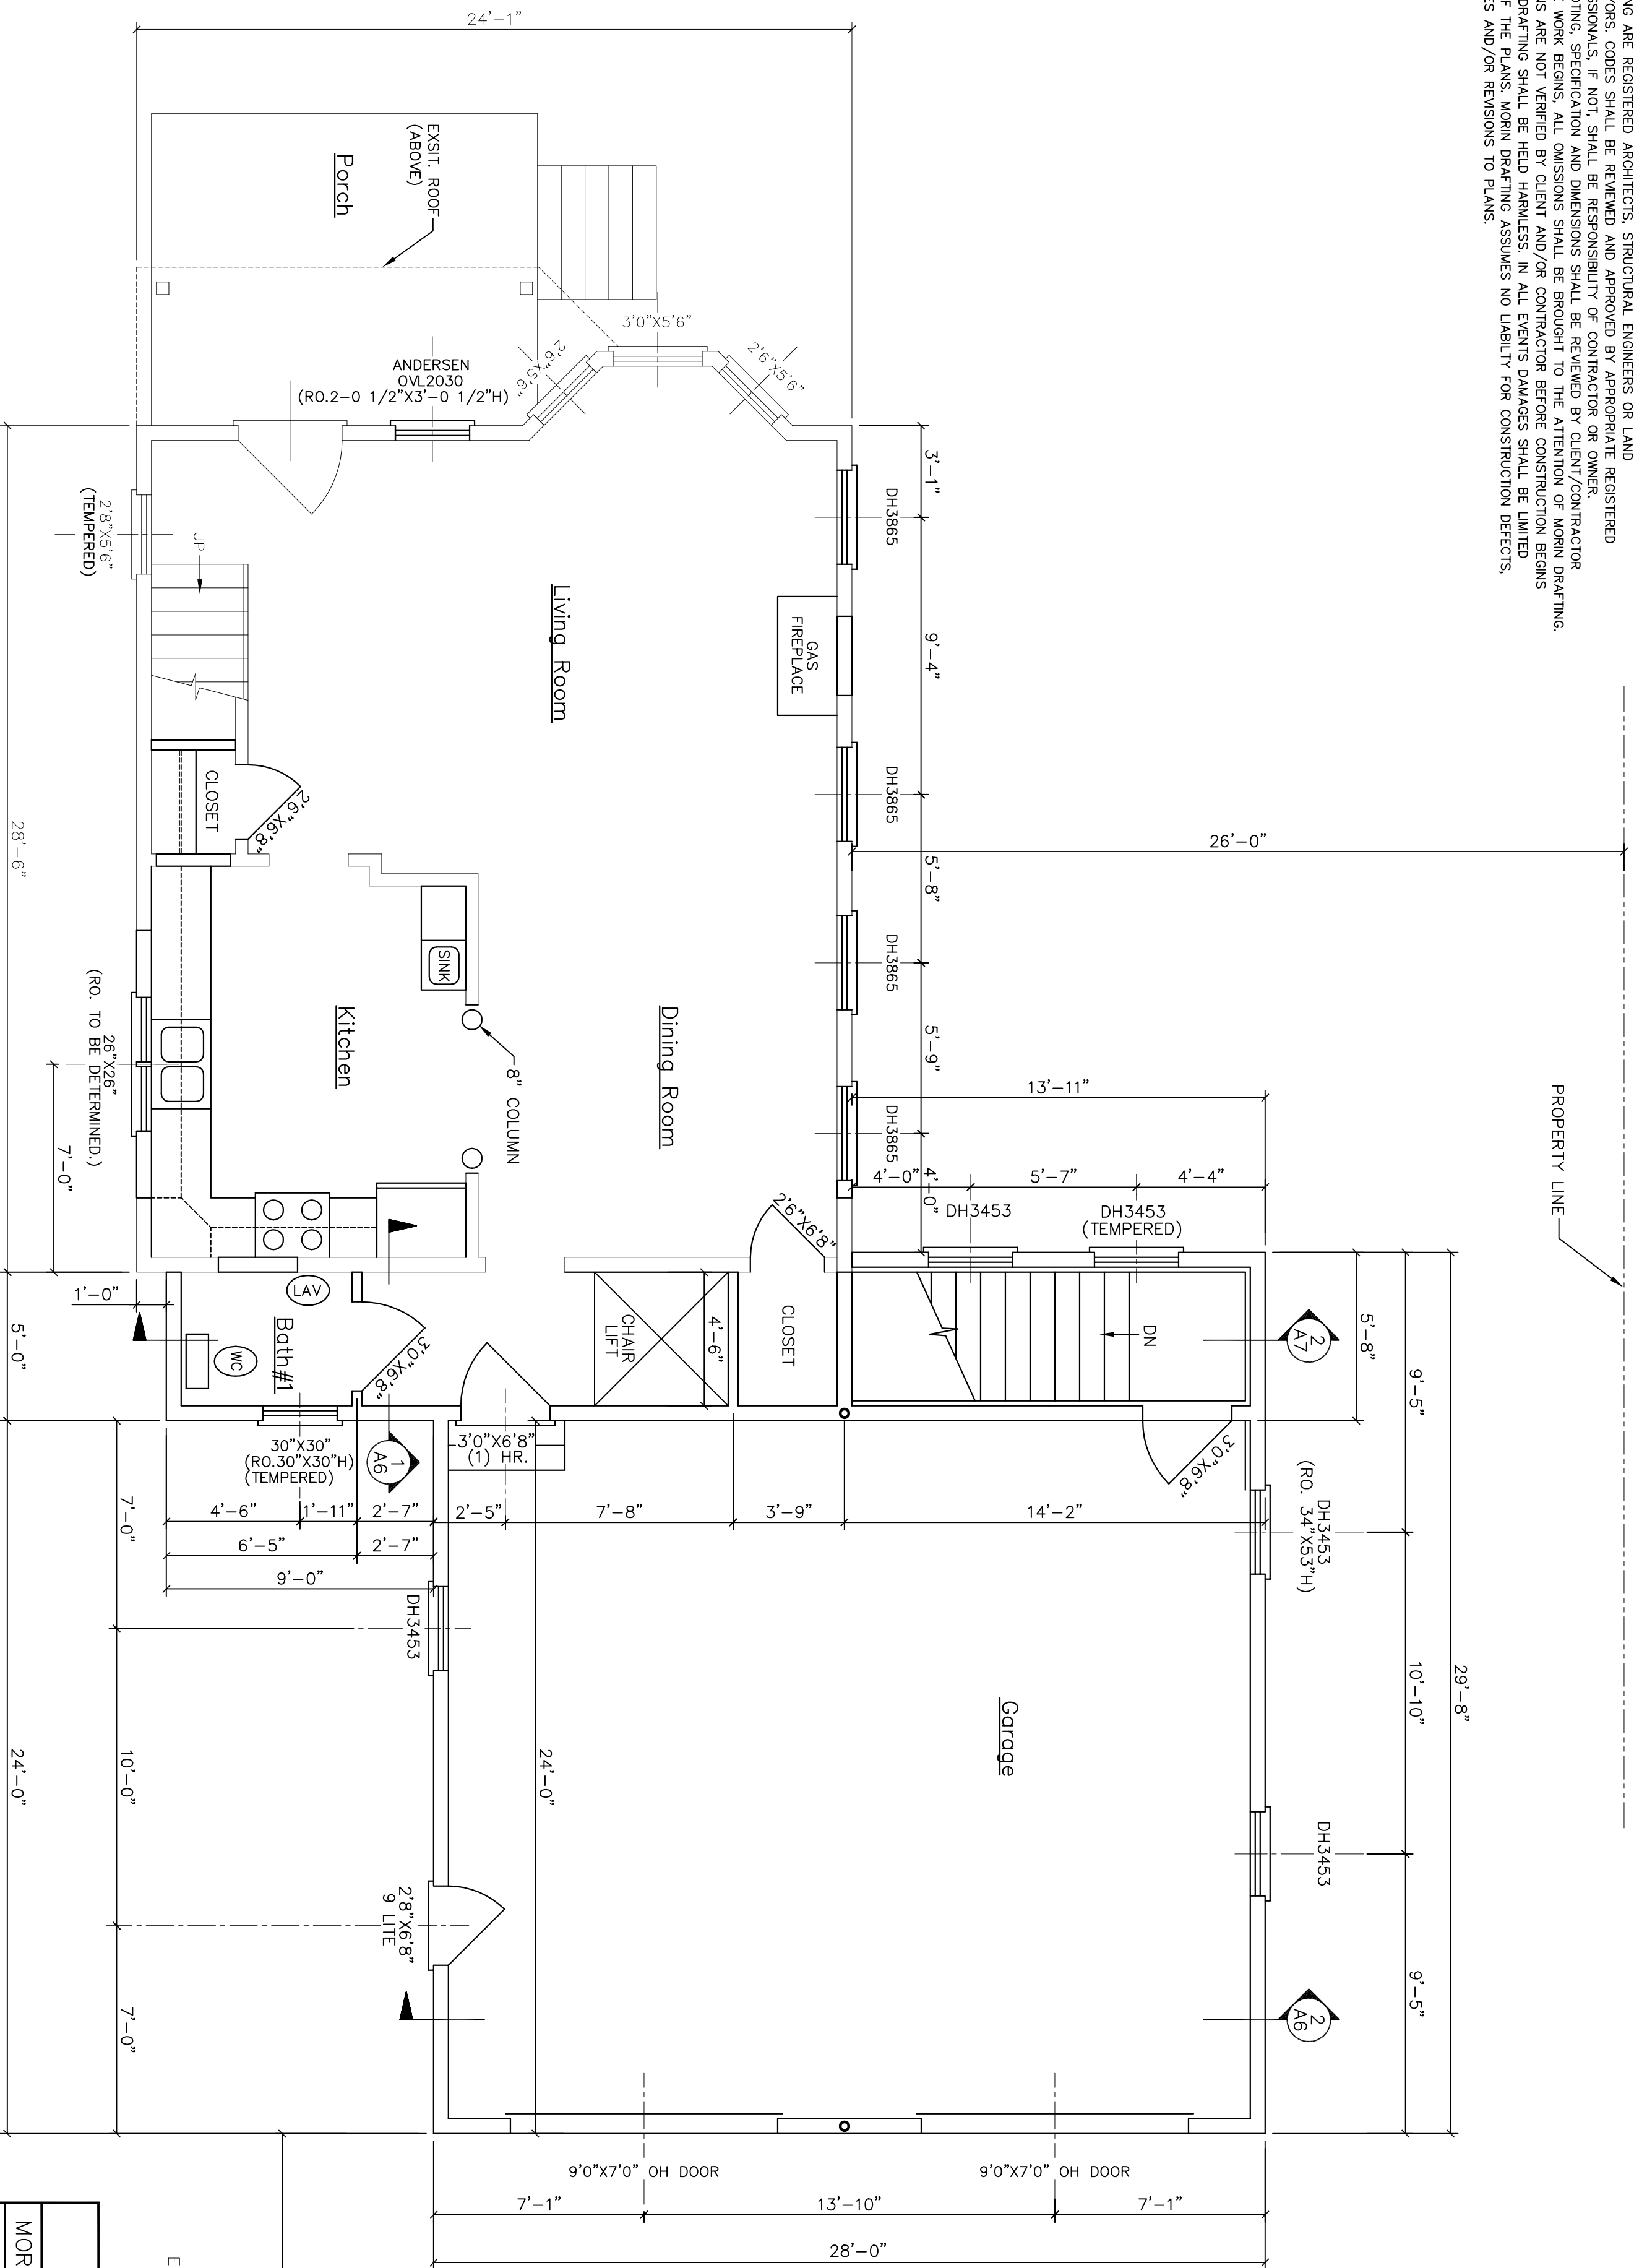 NG ARE REGISTERED ARCHITECTS, STRUCTURAL ENGINEERS OR LAND
YORS. CODES SHALL BE REVIEWED AND APPROVED BY APPROPRIATE REGISTERED
SSIONALS, IF NOT, SHALL BE RESPONSIBILITY OF CONTRACTOR OR OWNER.
OTING, SPECIFICATION AND DIMENSIONS SHALL BE REVIEWED BY CLIENT/CONTRACTOR
E WORK BEGINS, ALL OMISSIONS SHALL BE BROUGHT TO THE ATTENTION OF MORIN DRAFTING.
NS ARE NOT VERIFIED BY CLIENT AND/OR CONTRACTOR BEFORE CONSTRUCTION BEGINS
DRAFTING SHALL BE HELD HARMLESS. IN ALL EVENTS DAMAGES SHALL BE LIMITED
F THE PLANS. MORIN DRAFTING ASSUMES NO LIABILTY FOR CONSTRUCTION DEFECTS,
ES AND/OR REVISIONS TO PLANS.
PROPERTY LINE
26'-0"
24'-1"
29'-8"
9'-5"
10'-10"
9'-5"
5'-8"
2
A7
2
A6
DH3453
(RO. 34"X53"H)
DH3453
13'-11"
4'-0"
5'-7"
4'-4"
DH3453
DH3453
(TEMPERED)
3'-1"
9'-4"
5'-8"
5'-9"
4'-0"
DH3865
DH3865
DH3865
DH3865
DN
3'0"X6'8"
GAS
FIREPLACE
2'6"X6'8"
CLOSET
4'-6"
CHAIR
LIFT
3'0"X5'6"
2'6"X5'6"
2'6"X5'6"
Living Room
Dining Room
Garage
14'-2"
3'-9"
7'-8"
2'-5"
2'-7"
1'-11"
4'-6"
2'-7"
6'-5"
9'-0"
24'-0"
3'0"X6'8"
(1) HR.
8" COLUMN
SINK
Kitchen
ANDERSEN
OVL2030
(RO.2-0 1/2"X3'-0 1/2"H)
EXSIT. ROOF
(ABOVE)
Porch
UP
CLOSET
2'6"X6'8"
LAV
WC
Bath#1
3'0"X6'8"
1
A6
30"X30"
(RO.30"X30"H)
(TEMPERED)
DH3453
2'8"X6'8"
9 LITE
2'8"X5'6"
(TEMPERED)
26"X26"
(RO. TO BE DETERMINED.)
7'-0"
1'-0"
7'-0"
10'-0"
7'-0"
28'-6"
5'-0"
24'-0"
9'0"X7'0" OH DOOR
9'0"X7'0" OH DOOR
7'-1"
13'-10"
7'-1"
28'-0"
E
MOR